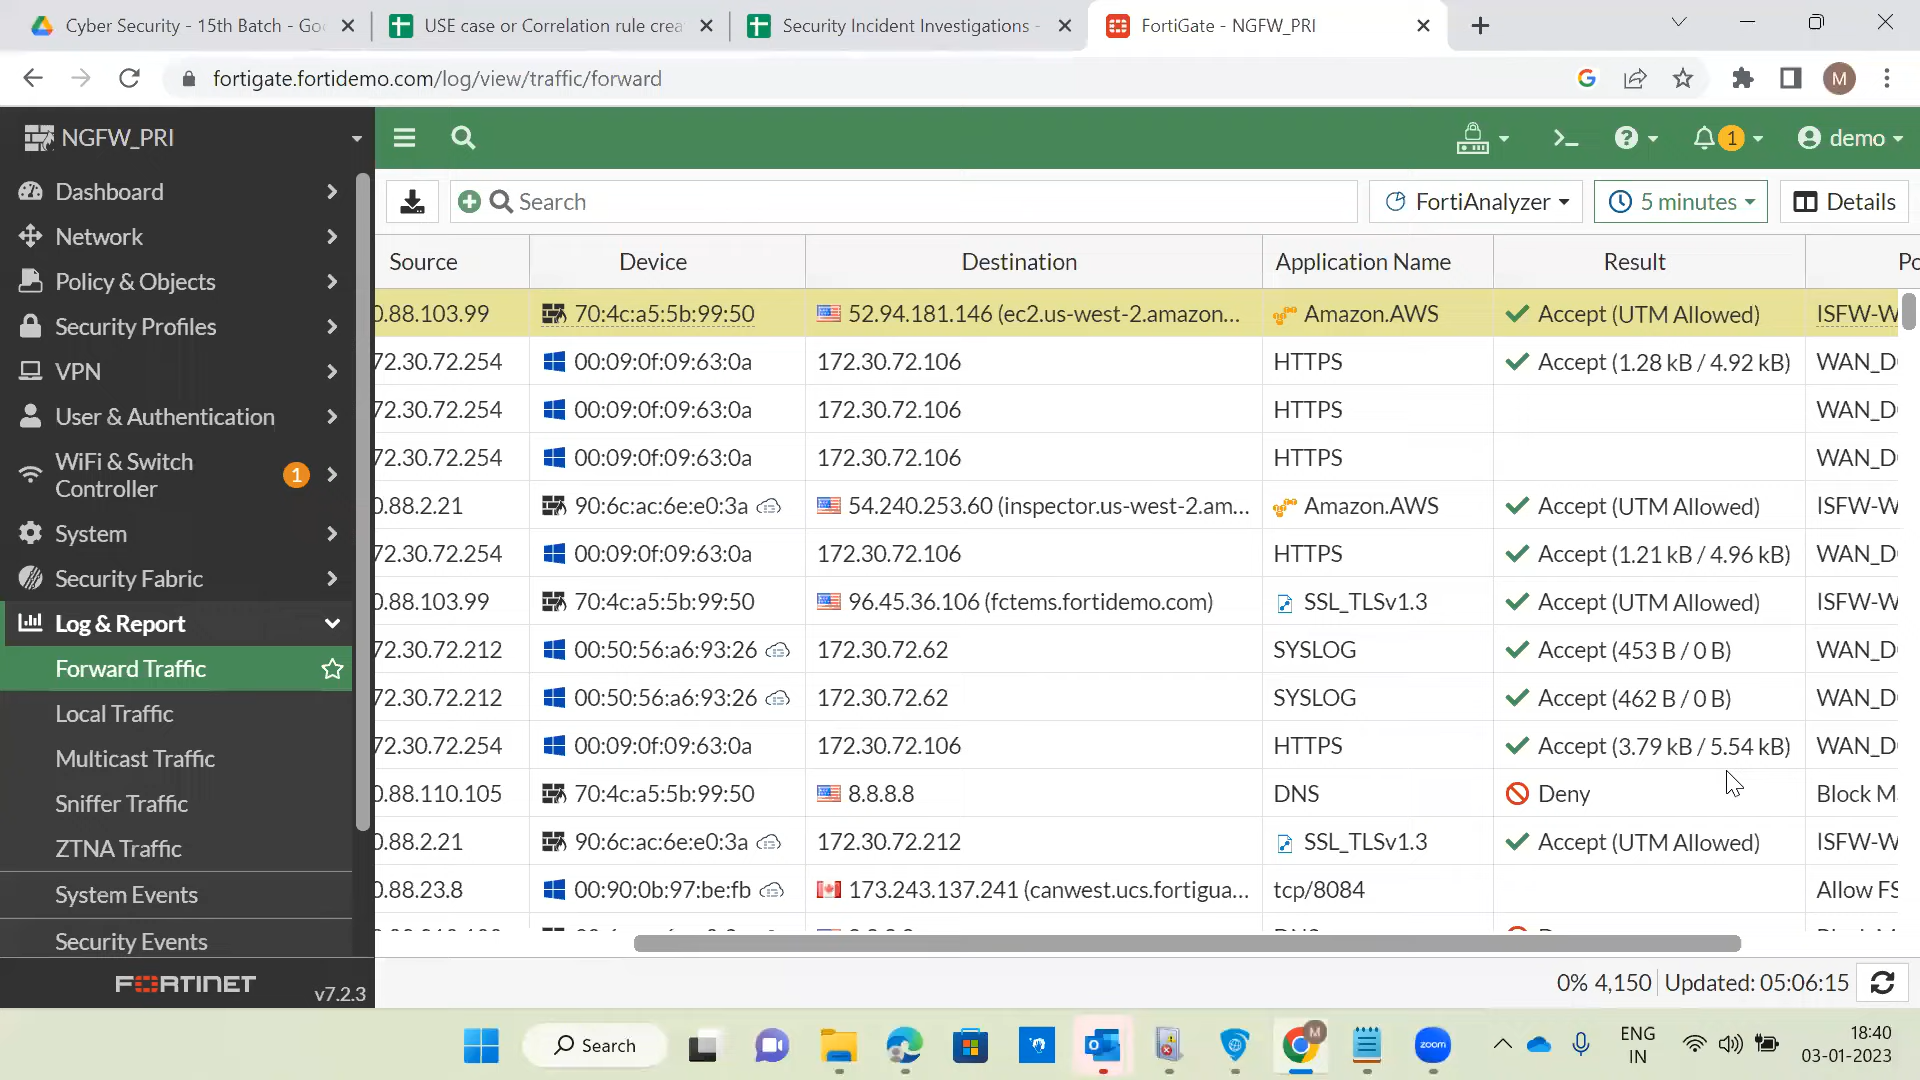 Cyber Security - 15th Batch - Go
USE case or Correlation rule crea
Security Incident Investigations -
FortiGate - NGFW_PRI
fortigate.fortidemo.com/log/view/traffic/forward
M
NGFW_PRI
1
demo
Dashboard
Network
Policy & Objects
Security Profiles
VPN
User & Authentication
WiFi & Switch
Controller
1
System
Security Fabric
Log & Report
Forward Traffic
Local Traffic
Multicast Traffic
Sniffer Traffic
ZTNA Traffic
System Events
Security Events
FORTINET
v7.2.3
Search
FortiAnalyzer
5 minutes
Details
Source Device Destination Application Name Result Po
0.88.103.99 70:4c:a5:5b:99:50 52.94.181.146 (ec2.us-west-2.amazon... Amazon.AWS Accept (UTM Allowed) ISFW-W
72.30.72.254 00:09:0f:09:63:0a 172.30.72.106 HTTPS Accept (1.28 kB / 4.92 kB) WAN_D
72.30.72.254 00:09:0f:09:63:0a 172.30.72.106 HTTPS WAN_D
72.30.72.254 00:09:0f:09:63:0a 172.30.72.106 HTTPS WAN_D
0.88.2.21 90:6c:ac:6e:e0:3a 54.240.253.60 (inspector.us-west-2.am... Amazon.AWS Accept (UTM Allowed) ISFW-W
72.30.72.254 00:09:0f:09:63:0a 172.30.72.106 HTTPS Accept (1.21 kB / 4.96 kB) WAN_D
0.88.103.99 70:4c:a5:5b:99:50 96.45.36.106 (fctems.fortidemo.com) SSL_TLSv1.3 Accept (UTM Allowed) ISFW-W
72.30.72.212 00:50:56:a6:93:26 172.30.72.62 SYSLOG Accept (453 B / 0 B) WAN_D
72.30.72.212 00:50:56:a6:93:26 172.30.72.62 SYSLOG Accept (462 B / 0 B) WAN_D
72.30.72.254 00:09:0f:09:63:0a 172.30.72.106 HTTPS Accept (3.79 kB / 5.54 kB) WAN_D
0.88.110.105 70:4c:a5:5b:99:50 8.8.8.8 DNS Deny Block M
0.88.2.21 90:6c:ac:6e:e0:3a 172.30.72.212 SSL_TLSv1.3 Accept (UTM Allowed) ISFW-W
0.88.23.8 00:90:0b:97:be:fb 173.243.137.241 (canwest.ucs.fortigua... tcp/8084 Allow FS
0% 4,150 Updated: 05:06:15
Search
M
zoom
ENG
IN
18:40
03-01-2023